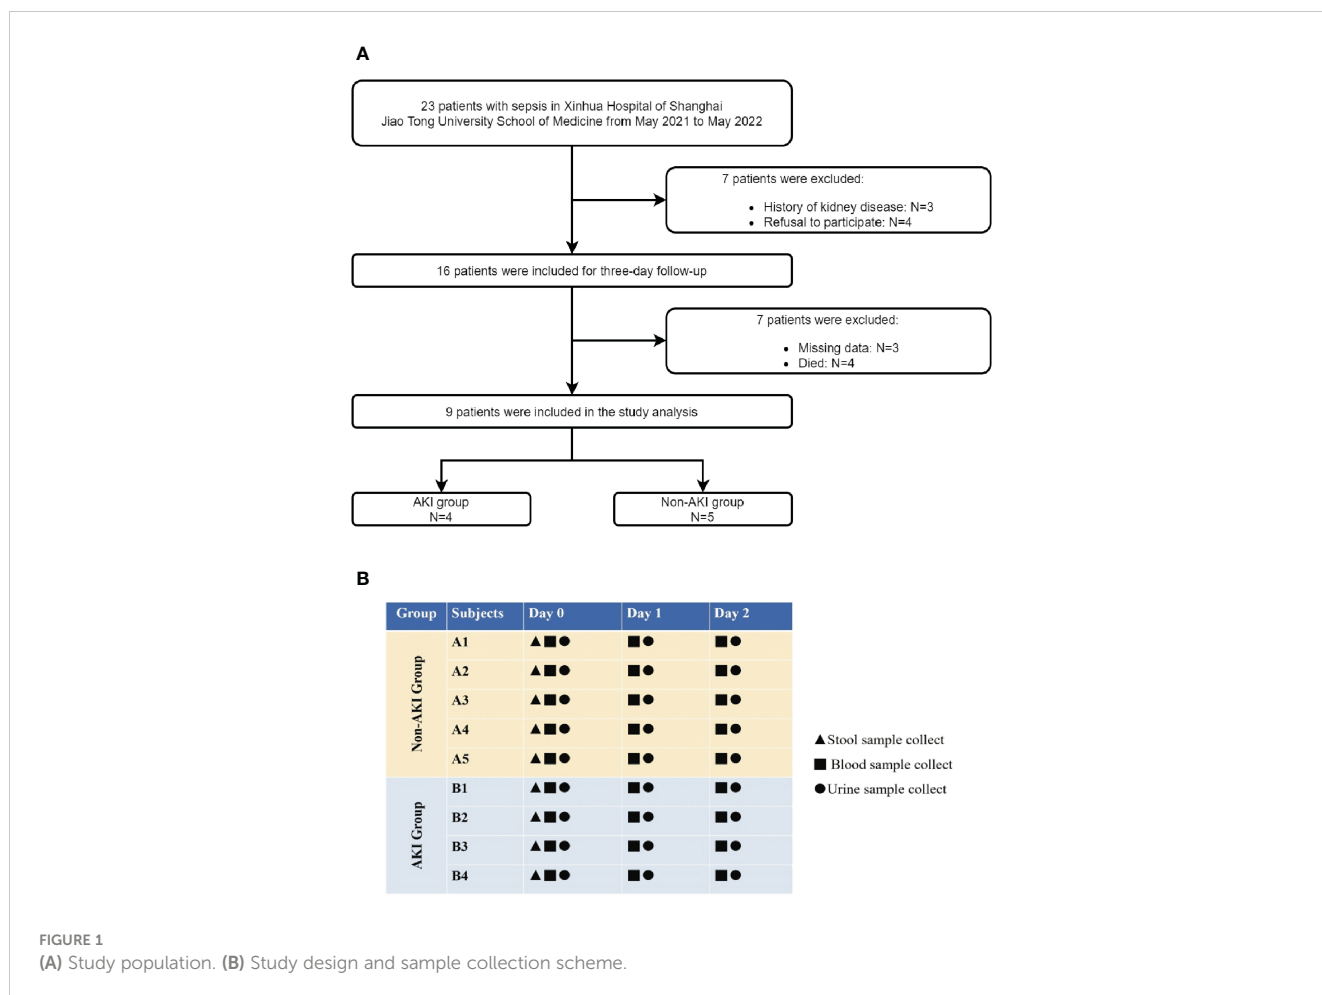 A
23 patients with sepsis in Xinhua Hospital of Shanghai
Jiao Tong University School of Medicine from May 2021 to May 2022
7 patients were excluded:
• History of kidney disease: N=3
• Refusal to participate: N=4
16 patients were included for three-day follow-up
7 patients were excluded:
• Missing data: N=3
• Died: N=4
9 patients were included in the study analysis
AKI group
N=4
Non-AKI group
N=5
B
Group Subjects Day 0 Day 1 Day 2
Non-AKI Group
A1 ▲■● ■● ■●
A2 ▲■● ■● ■●
A3 ▲■● ■● ■●
A4 ▲■● ■● ■●
A5 ▲■● ■● ■●
AKI Group
B1 ▲■● ■● ■●
B2 ▲■● ■● ■●
B3 ▲■● ■● ■●
B4 ▲■● ■● ■●
▲Stool sample collect
■ Blood sample collect
●Urine sample collect
FIGURE 1
(A) Study population. (B) Study design and sample collection scheme.